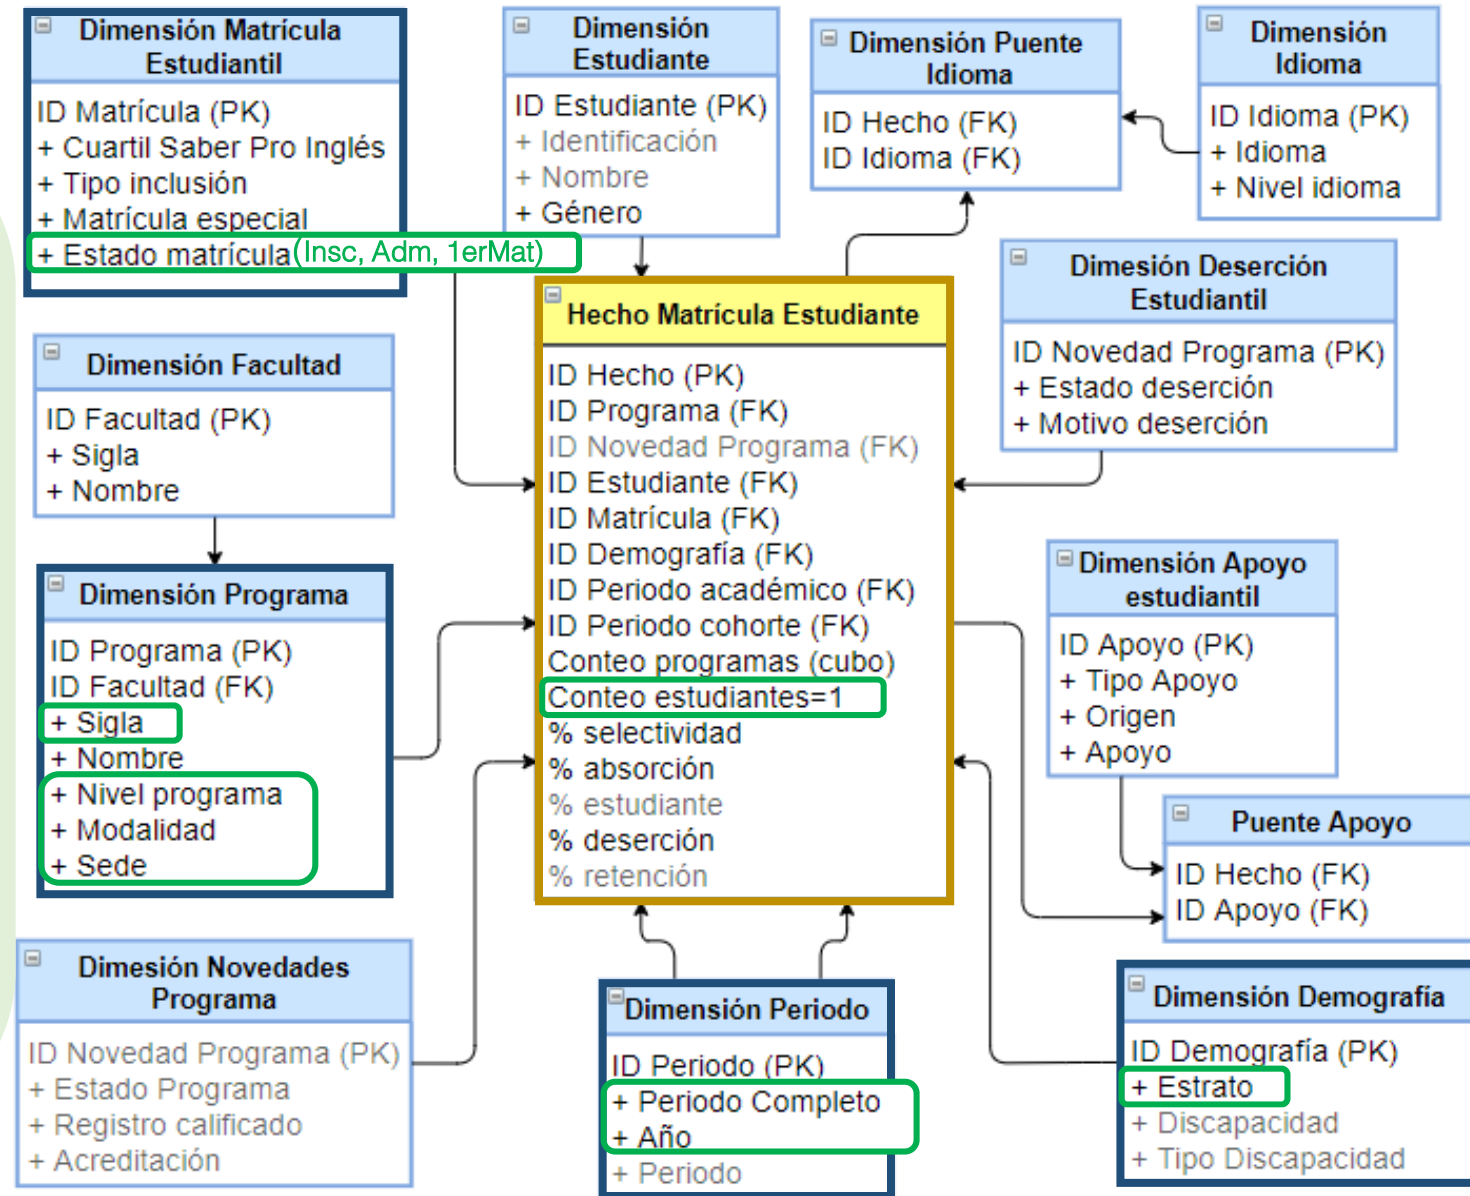 Dimensión Matrícula
Estudiantil
ID Matrícula (PK)
+ Cuartil Saber Pro Inglés
+ Tipo inclusión
+ Matrícula especial
+ Estado matrícula(Insc, Adm, 1erMat)
Dimensión
Estudiante
ID Estudiante (PK)
+ Identificación
+ Nombre
+ Género
Dimensión Puente
Idioma
ID Hecho (FK)
ID Idioma (FK)
Dimensión
Idioma
ID Idioma (PK)
+ Idioma
+ Nivel idioma
Dimesión Deserción
Estudiantil
ID Novedad Programa (PK)
+ Estado deserción
+ Motivo deserción
Hecho Matrícula Estudiante
ID Hecho (PK)
ID Programa (FK)
ID Novedad Programa (FK)
ID Estudiante (FK)
ID Matrícula (FK)
ID Demografía (FK)
ID Periodo académico (FK)
ID Periodo cohorte (FK)
Conteo programas (cubo)
Conteo estudiantes=1
% selectividad
% absorción
% estudiante
% deserción
% retención
Dimensión Facultad
ID Facultad (PK)
+ Sigla
+ Nombre
Dimensión Programa
ID Programa (PK)
ID Facultad (FK)
+ Sigla
+ Nombre
+ Nivel programa
+ Modalidad
+ Sede
Dimensión Apoyo
estudiantil
ID Apoyo (PK)
+ Tipo Apoyo
+ Origen
+ Apoyo
Puente Apoyo
ID Hecho (FK)
ID Apoyo (FK)
Dimesión Novedades
Programa
ID Novedad Programa (PK)
+ Estado Programa
+ Registro calificado
+ Acreditación
Dimensión Periodo
ID Periodo (PK)
+ Periodo Completo
+ Año
+ Periodo
Dimensión Demografía
ID Demografía (PK)
+ Estrato
+ Discapacidad
+ Tipo Discapacidad